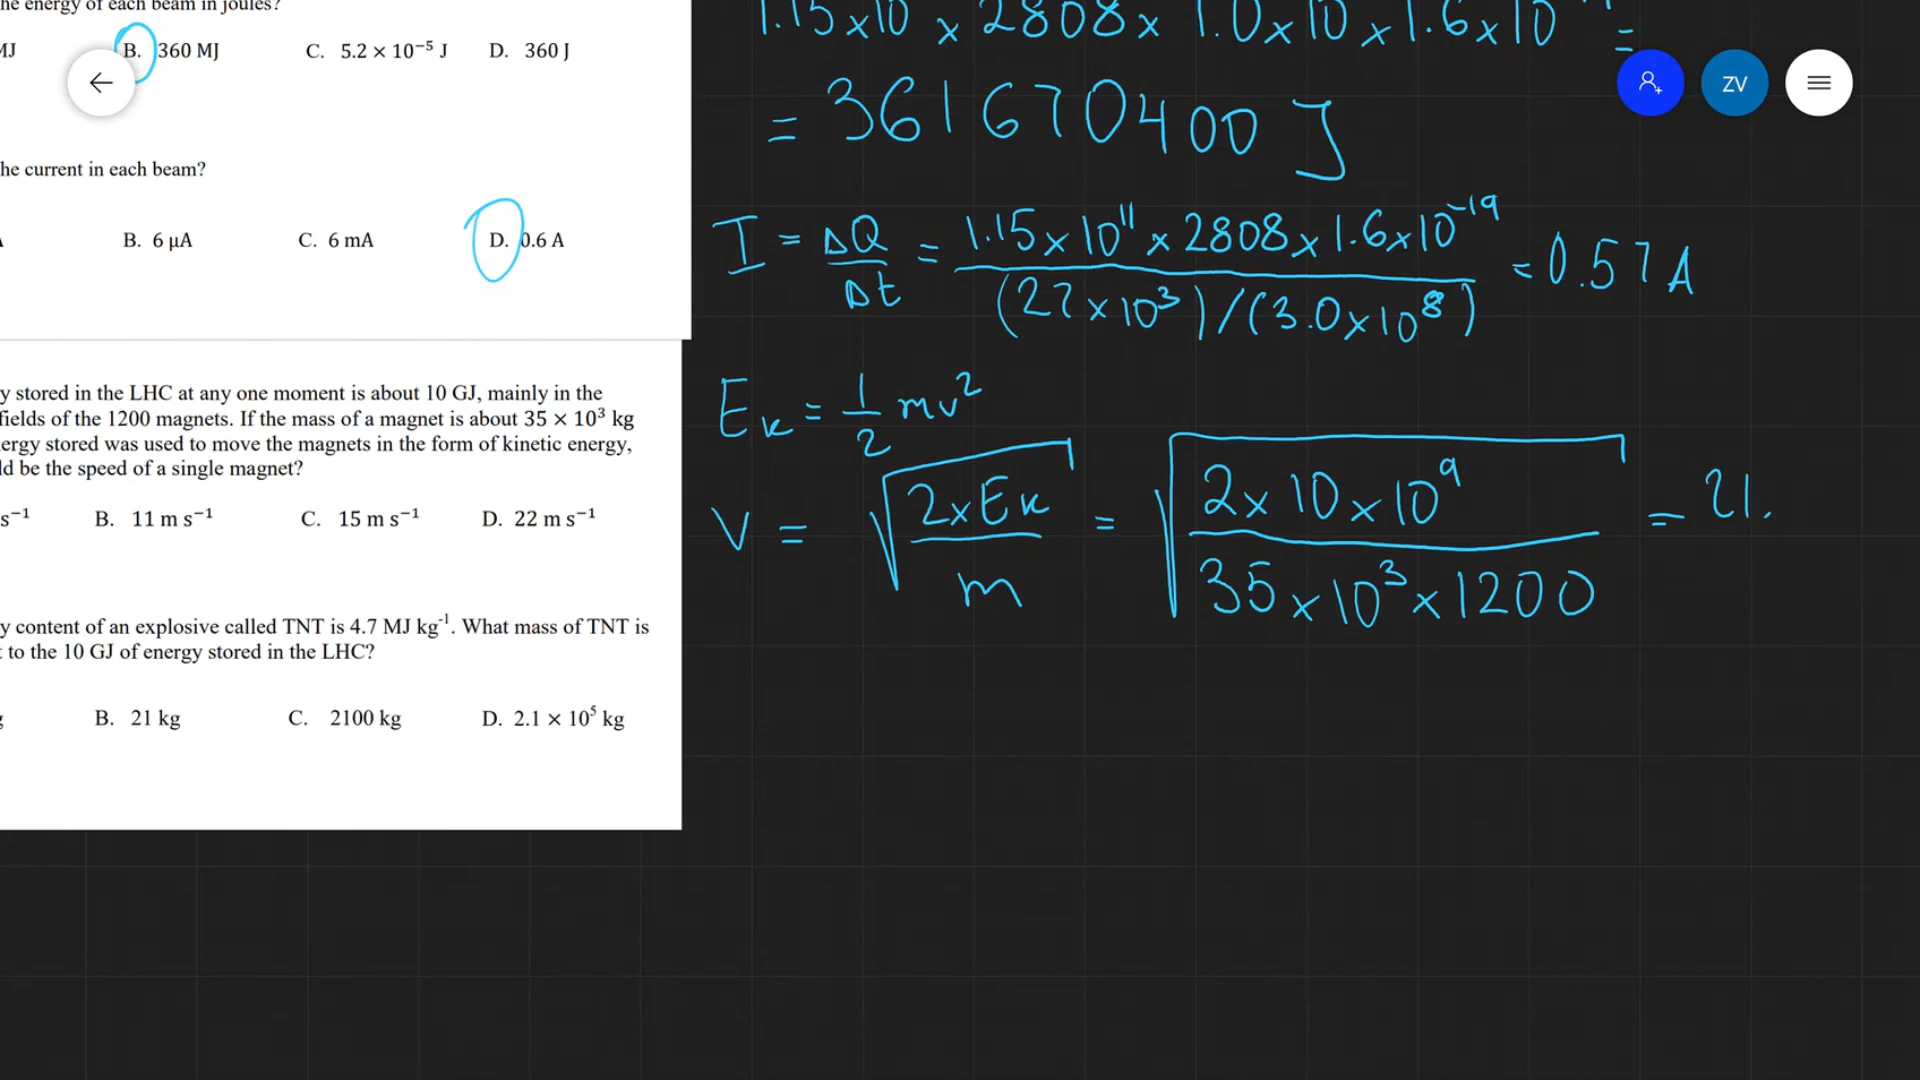 he energy of each beam in joules?
MJ B. 360 MJ C. 5.2 × 10⁻⁵ J D. 360 J
he current in each beam?
B. 6 μA C. 6 mA D. 0.6 A
y stored in the LHC at any one moment is about 10 GJ, mainly in the
fields of the 1200 magnets. If the mass of a magnet is about 35 × 10³ kg
ergy stored was used to move the magnets in the form of kinetic energy,
ld be the speed of a single magnet?
s⁻¹ B. 11 m s⁻¹ C. 15 m s⁻¹ D. 22 m s⁻¹
y content of an explosive called TNT is 4.7 MJ kg⁻¹. What mass of TNT is
to the 10 GJ of energy stored in the LHC?
B. 21 kg C. 2100 kg D. 2.1 × 10⁵ kg
1.15×10 × 2808 × 1.0×10 × 1.6×10 =
= 361670400 J
ZV
I = ΔQ/Δt = 1.15×10¹¹ × 2808 × 1.6×10⁻¹⁹ / (27×10³)/(3.0×10⁸) = 0.57 A
Eₖ = 1/2 mv²
V = √(2×Eₖ/m) = √(2×10×10⁹ / 35×10³×1200) = 21.